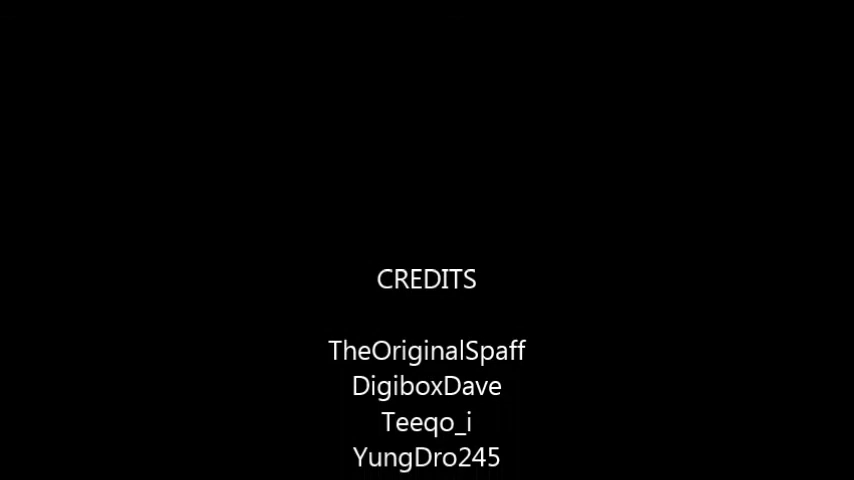 CREDITS
TheOriginalSpaff
DigiboxDave
Teeqo_i
YungDro245